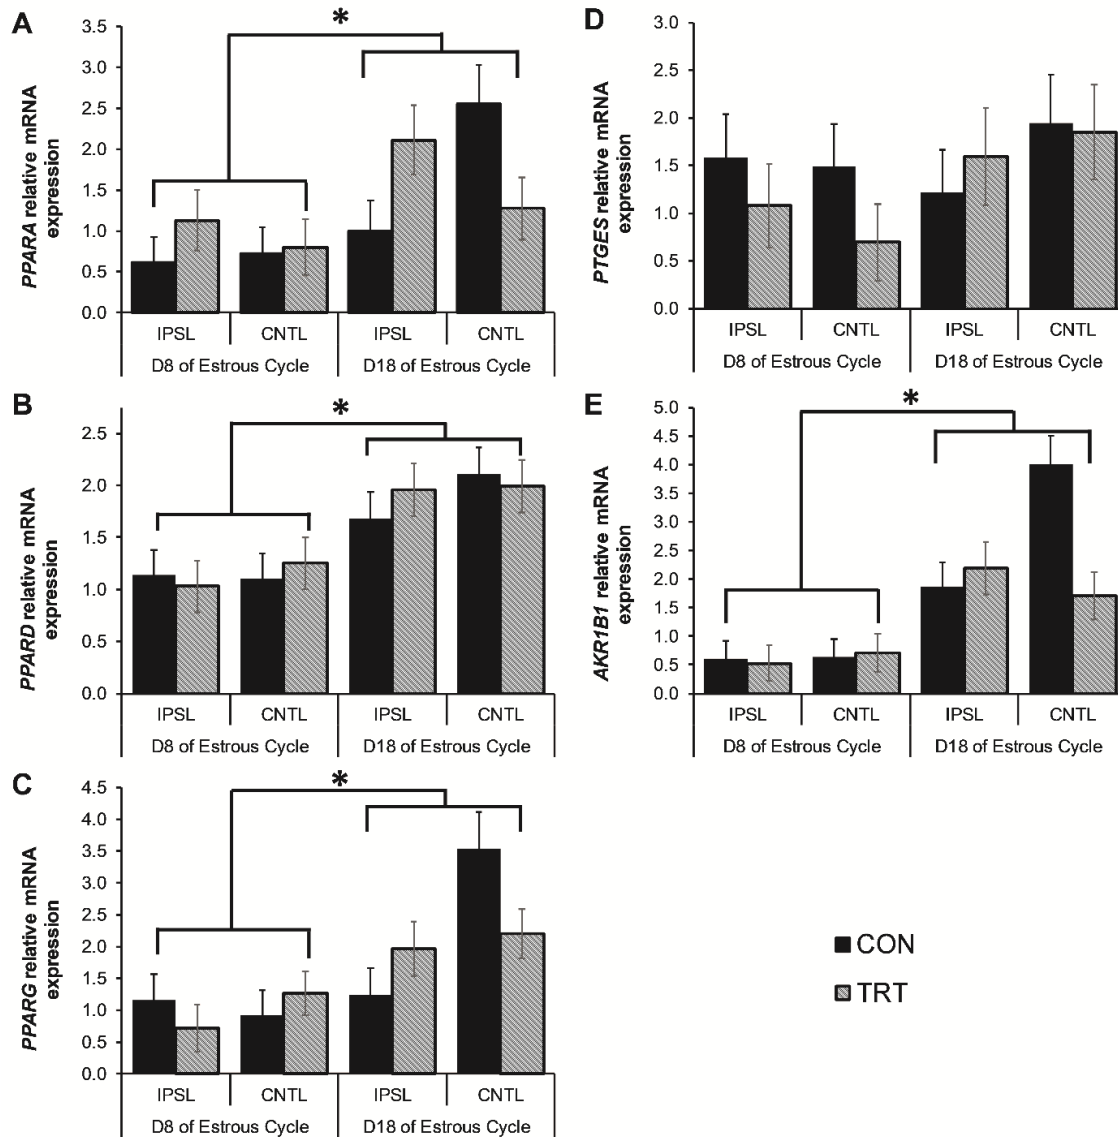 A
*
PPARA relative mRNA
expression
3.5
3.0
2.5
2.0
1.5
1.0
0.5
0.0
IPSL CNTL IPSL CNTL
D8 of Estrous Cycle D18 of Estrous Cycle
B
*
PPARD relative mRNA
expression
2.5
2.0
1.5
1.0
0.5
0.0
IPSL CNTL IPSL CNTL
D8 of Estrous Cycle D18 of Estrous Cycle
C
*
PPARG relative mRNA
expression
4.5
4.0
3.5
3.0
2.5
2.0
1.5
1.0
0.5
0.0
IPSL CNTL IPSL CNTL
D8 of Estrous Cycle D18 of Estrous Cycle
D
PTGES relative mRNA
expression
3.0
2.5
2.0
1.5
1.0
0.5
0.0
IPSL CNTL IPSL CNTL
D8 of Estrous Cycle D18 of Estrous Cycle
E
*
AKR1B1 relative mRNA
expression
5.0
4.5
4.0
3.5
3.0
2.5
2.0
1.5
1.0
0.5
0.0
IPSL CNTL IPSL CNTL
D8 of Estrous Cycle D18 of Estrous Cycle
CON
TRT